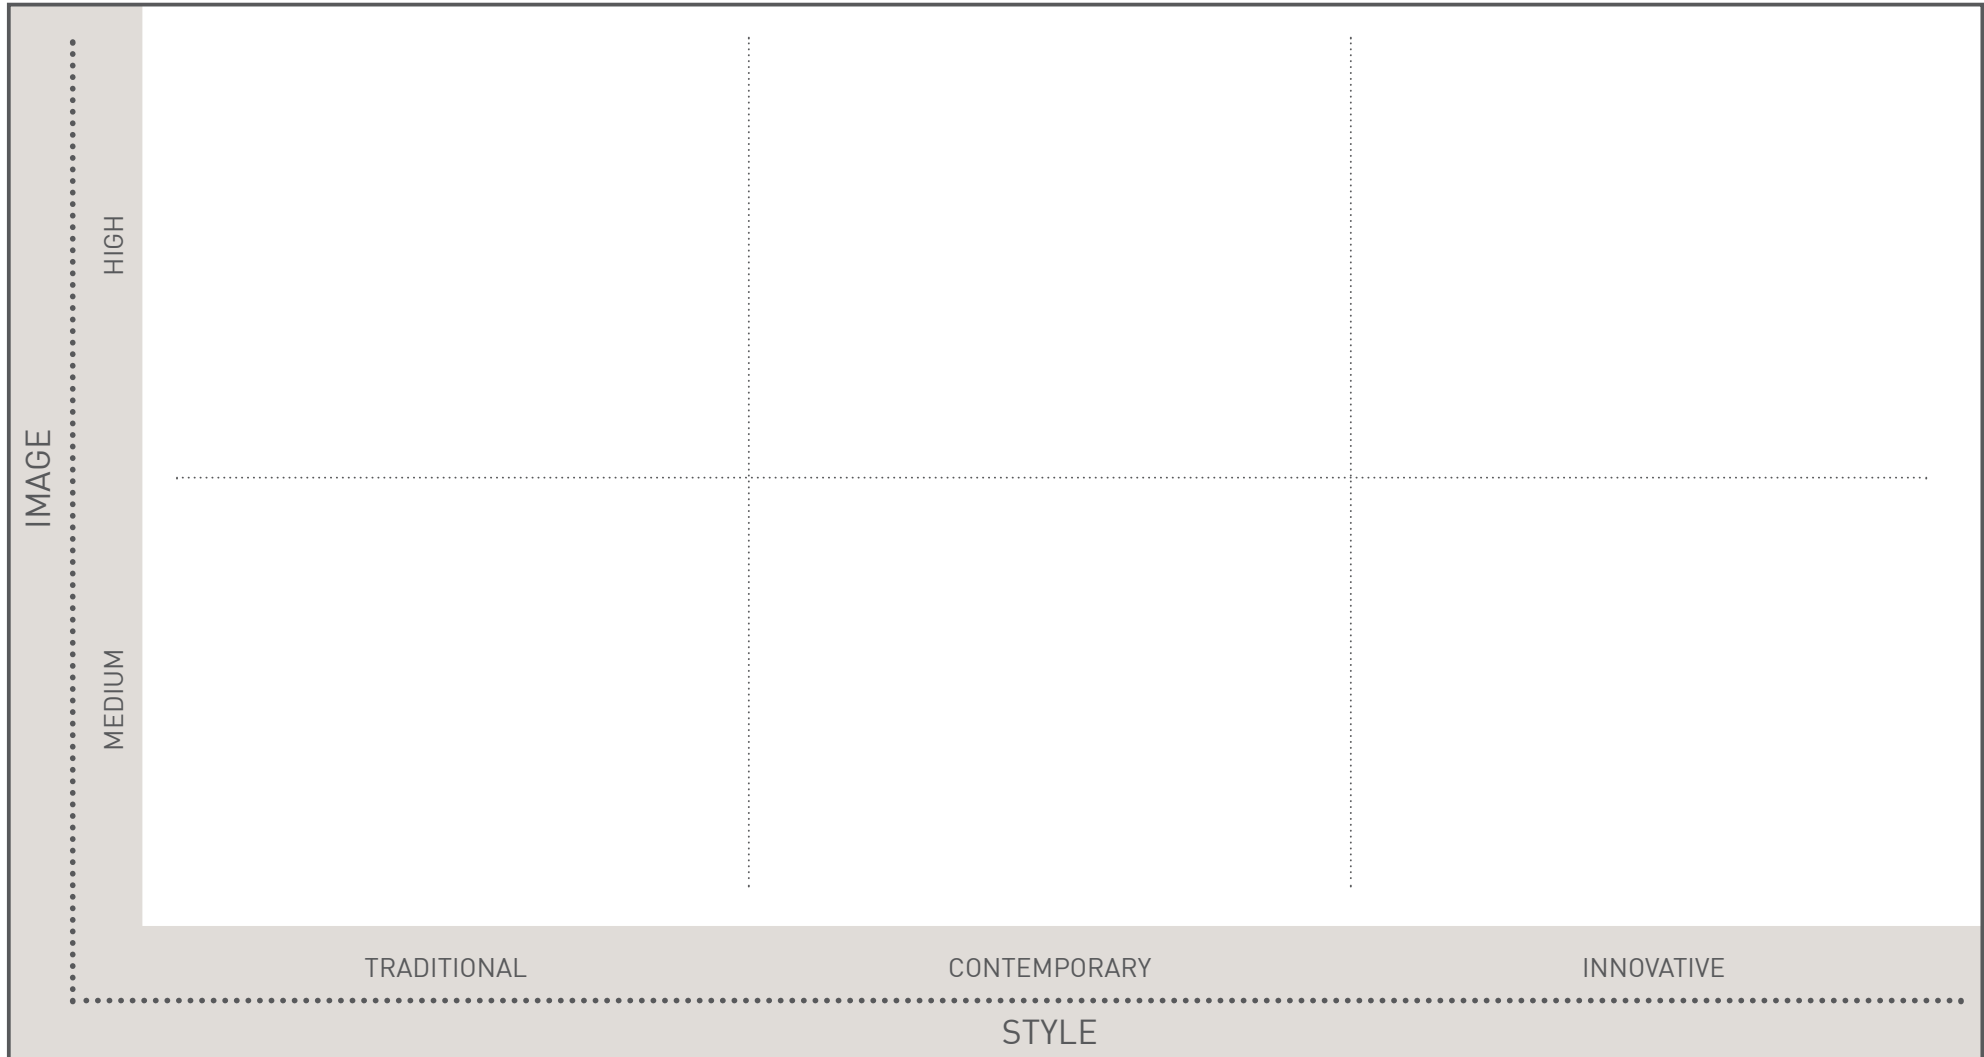 IMAGE
HIGH
MEDIUM
TRADITIONAL
CONTEMPORARY
INNOVATIVE
STYLE